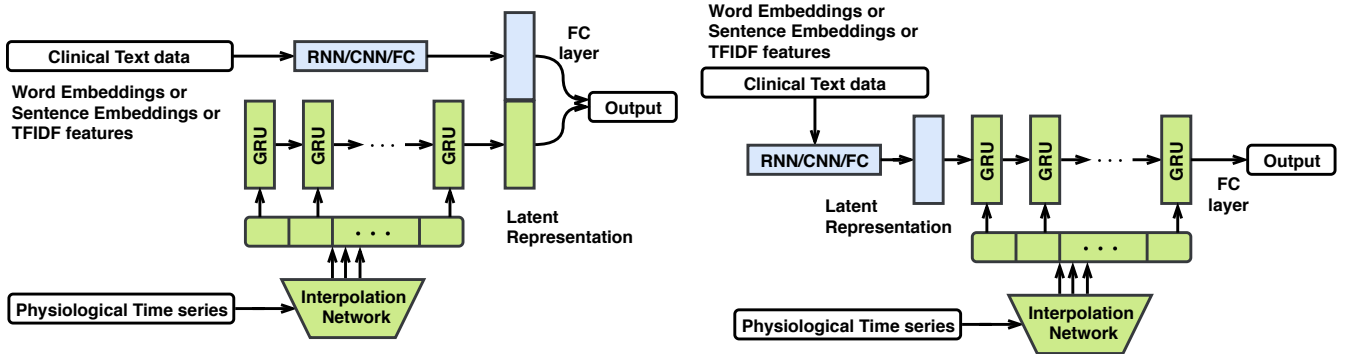 Clinical Text data
RNN/CNN/FC
FC
layer
Word Embeddings or
Sentence Embeddings or
TFIDF features
Output
GRU
GRU
. . .
GRU
Latent
Representation
. . .
Physiological Time series
Interpolation
Network
Word Embeddings or
Sentence Embeddings or
TFIDF features
Clinical Text data
RNN/CNN/FC
GRU
GRU
. . .
GRU
Output
Latent
Representation
FC
layer
. . .
Physiological Time series
Interpolation
Network